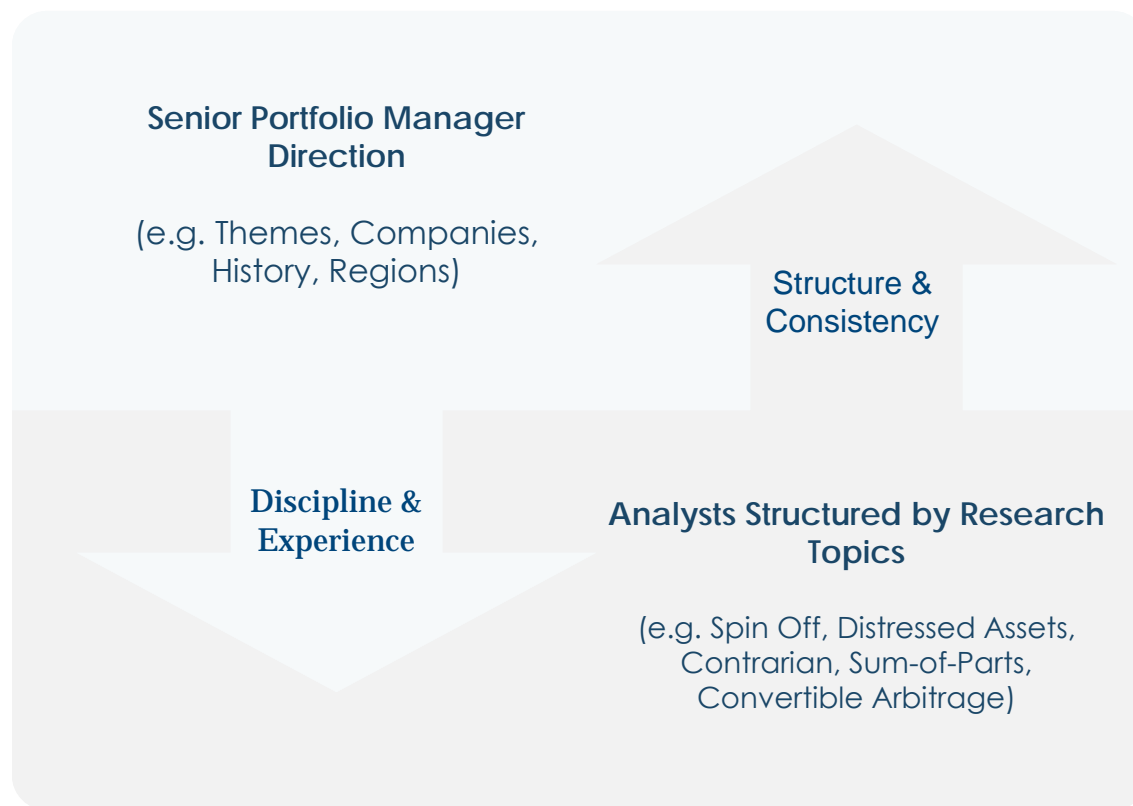 Senior Portfolio Manager
Direction
(e.g. Themes, Companies,
History, Regions)
Structure &
Consistency
Discipline &
Experience
Analysts Structured by Research
Topics
(e.g. Spin Off, Distressed Assets,
Contrarian, Sum-of-Parts,
Convertible Arbitrage)